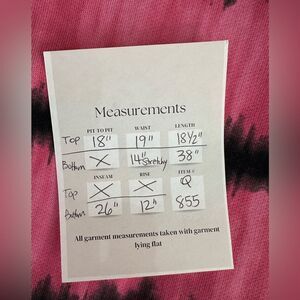 Measurements
PIT TO PIT WAIST LENGTH
Top 18" 19" 18½"
Bottom X 14" Stretchy 38"
INSEAM RISE ITEM #
Top X X Q
Bottom 26" 12" 855
All garment measurements taken with garment
lying flat